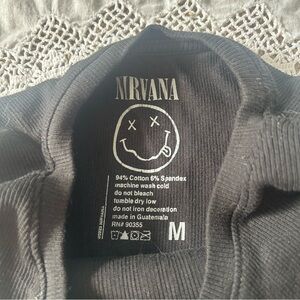 NIRVANA
94% Cotton 6% Spandex
machine wash cold
do not bleach
tumble dry low
do not iron decoration
made in Guatemala
RN# 90355
M